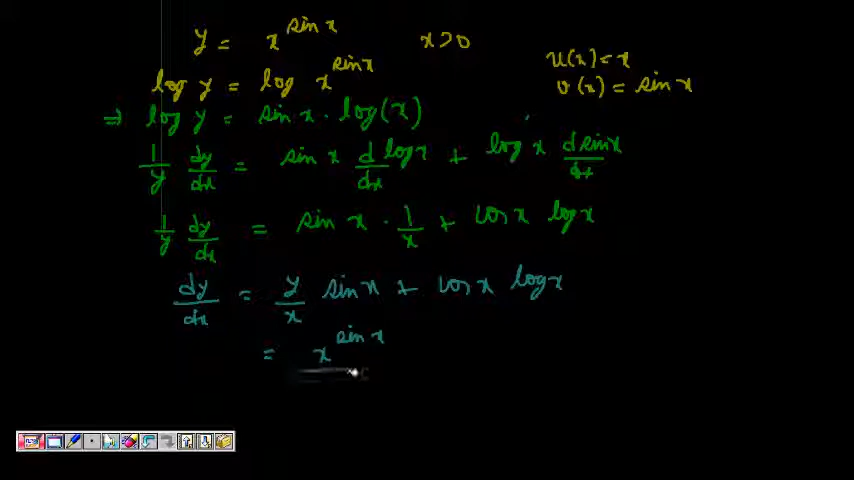 y = x^sin x x>0
u(x) = x
log y = log x^sin x
v(x) = sin x
⇒ log y = sin x · log(x)
1/y dy/dx = sin x d/dx log x + log x d sin x/dx
1/y dy/dx = sin x · 1/x + cos x log x
dy/dx = y/x sin x + cos x log x
= x^sin x